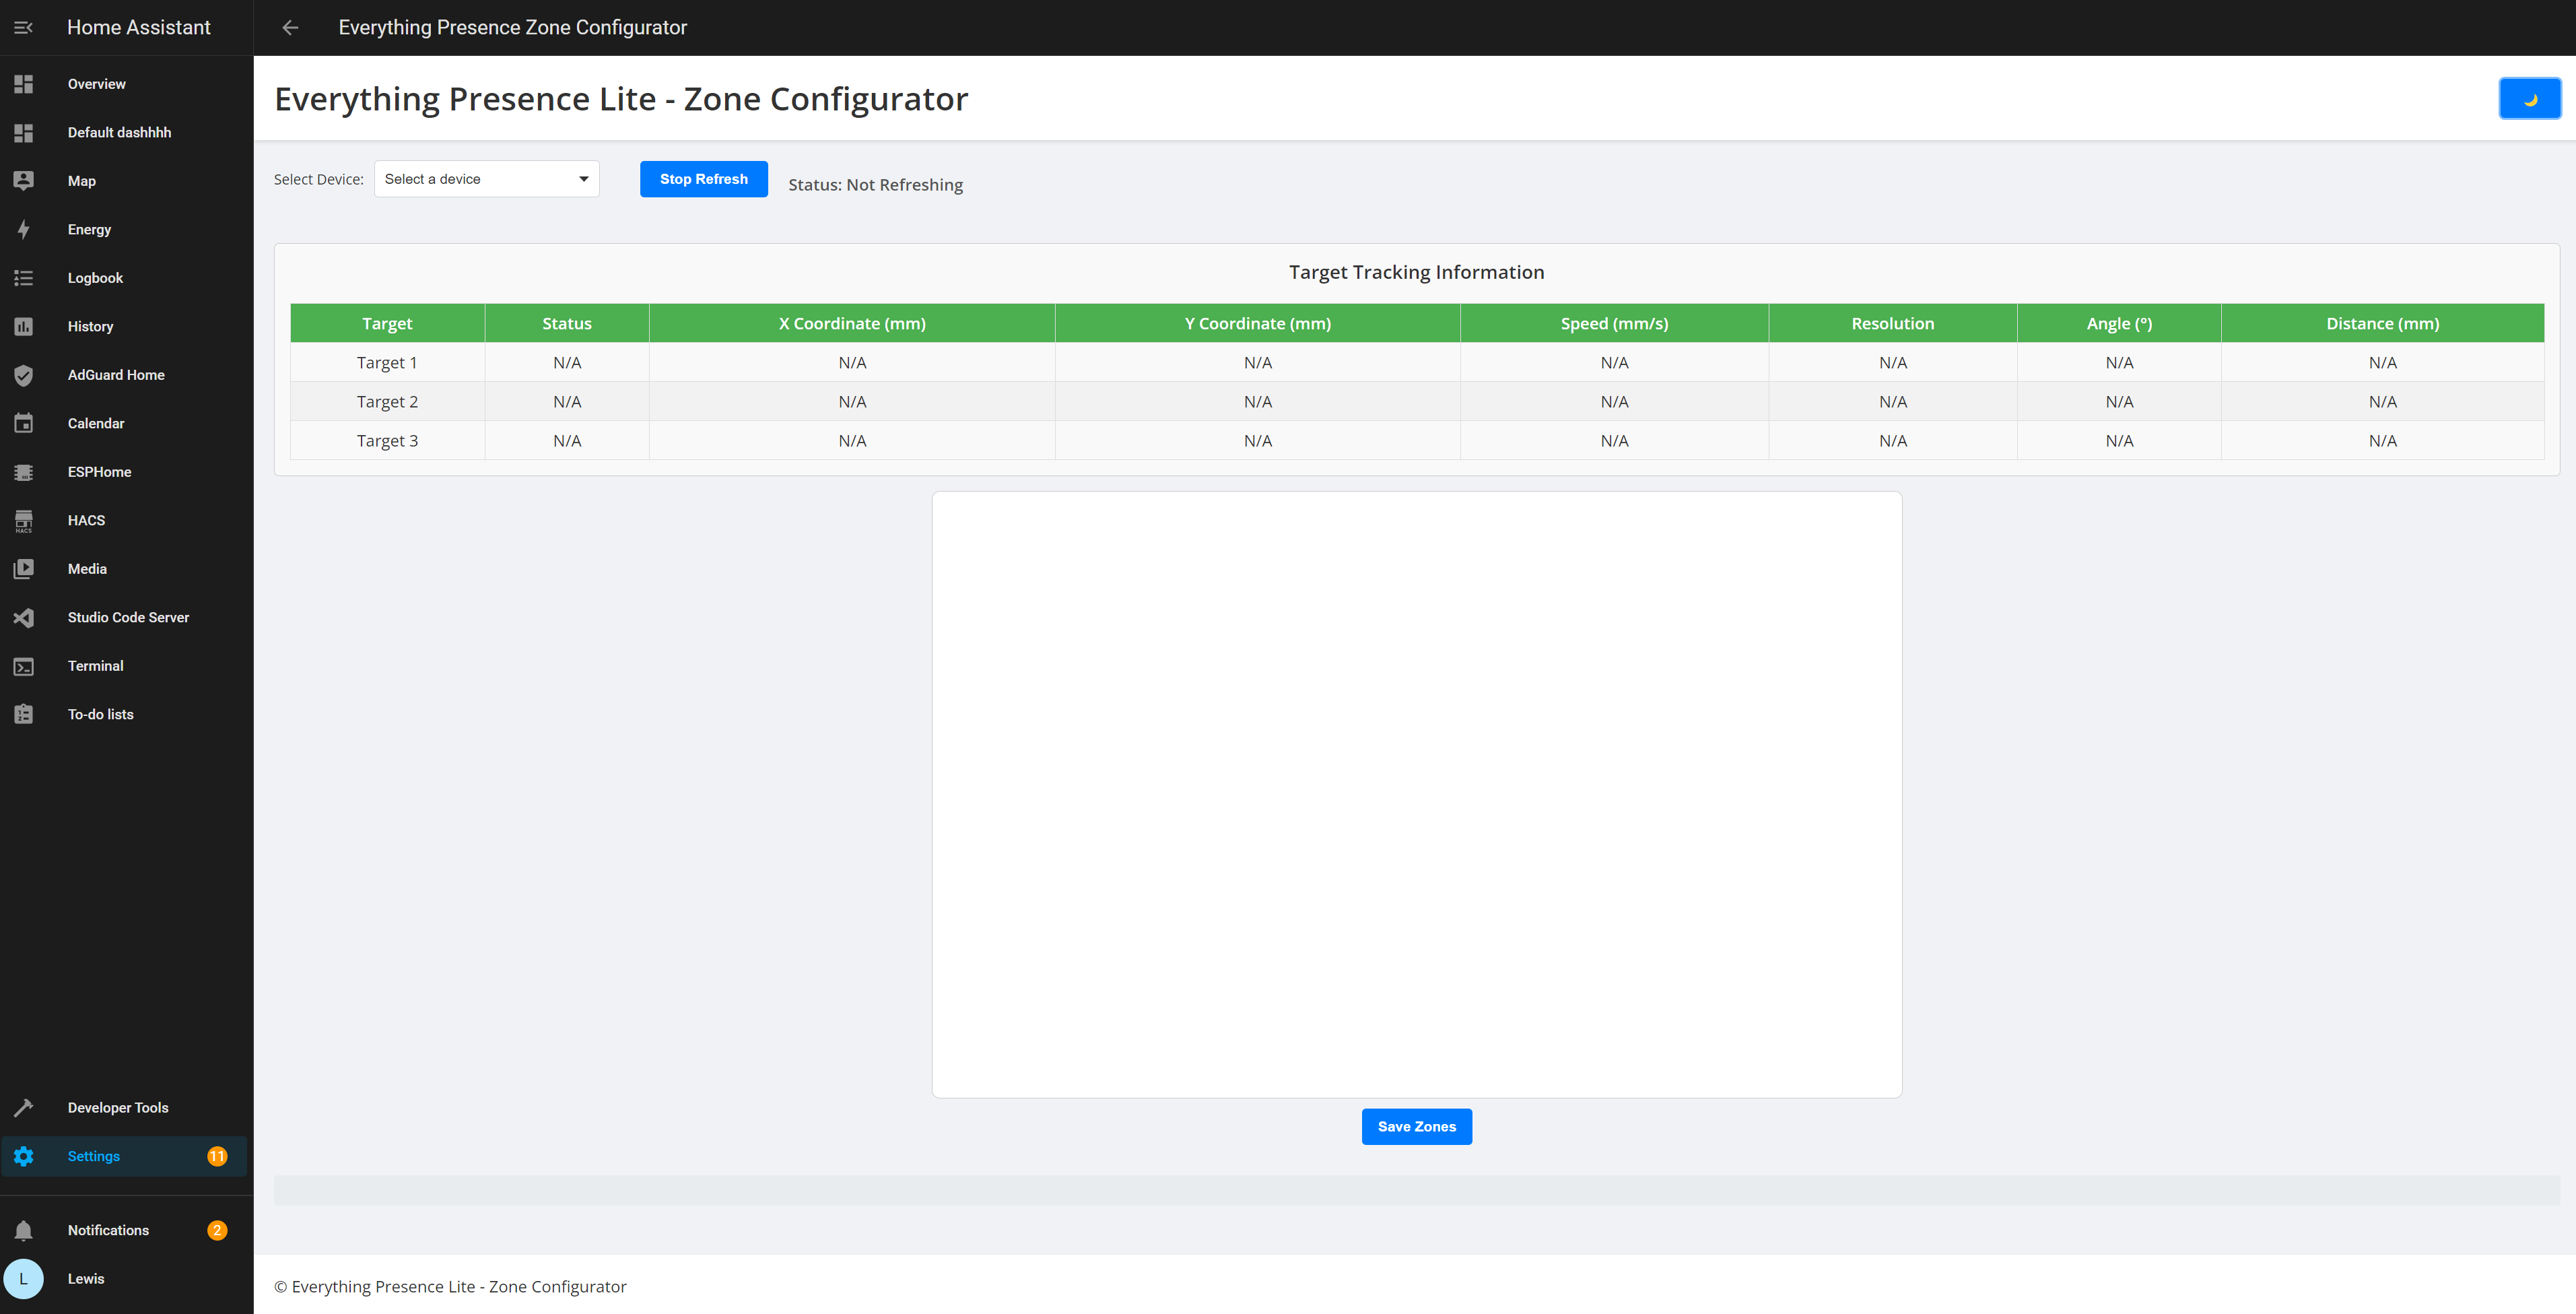 Home Assistant
Everything Presence Zone Configurator
Overview
Default dashhhh
Map
Energy
Logbook
History
AdGuard Home
Calendar
ESPHome
HACS
HACS
Media
Studio Code Server
Terminal
To-do lists
Developer Tools
Settings 11
Notifications 2
L Lewis
Everything Presence Lite - Zone Configurator
Select Device: Select a device Stop Refresh Status: Not Refreshing
Target Tracking Information
Target Status X Coordinate (mm) Y Coordinate (mm) Speed (mm/s) Resolution Angle (°) Distance (mm)
Target 1 N/A N/A N/A N/A N/A N/A N/A
Target 2 N/A N/A N/A N/A N/A N/A N/A
Target 3 N/A N/A N/A N/A N/A N/A N/A
Save Zones
© Everything Presence Lite - Zone Configurator